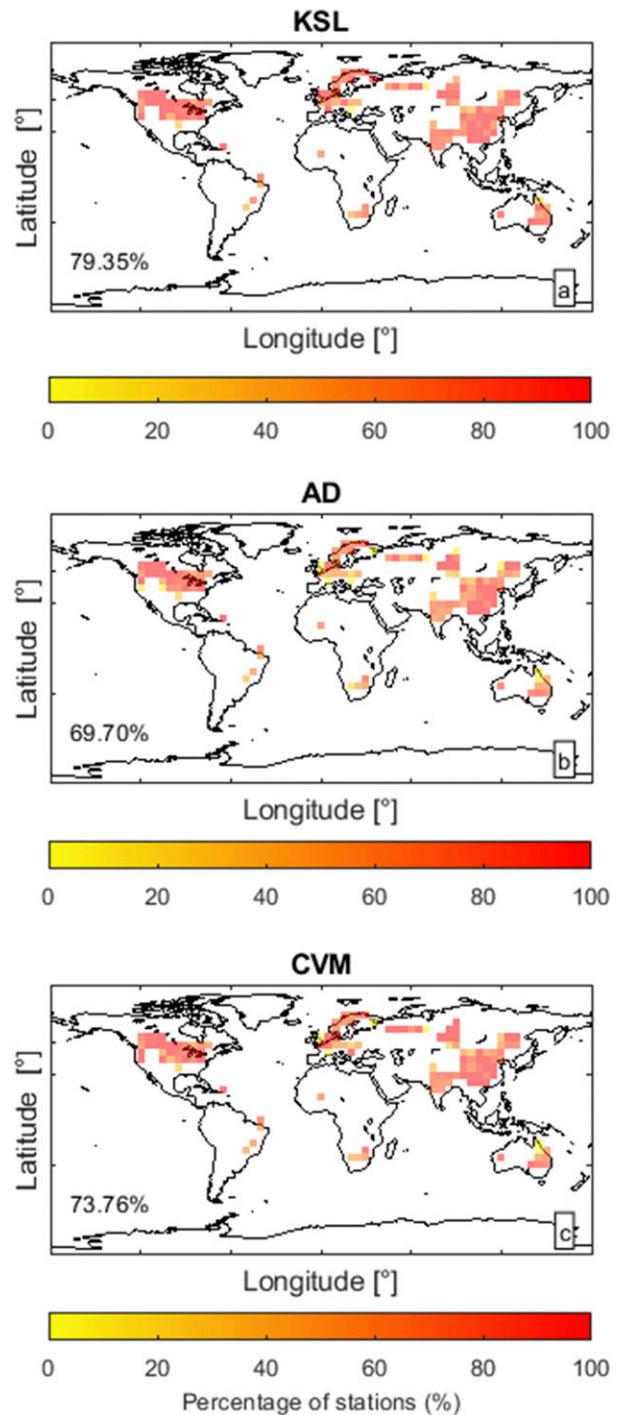 KSL
Latitude [°]
79.35%
a
Longitude [°]
0 20 40 60 80 100
AD
Latitude [°]
69.70%
b
Longitude [°]
0 20 40 60 80 100
CVM
Latitude [°]
73.76%
c
Longitude [°]
0 20 40 60 80 100
Percentage of stations (%)